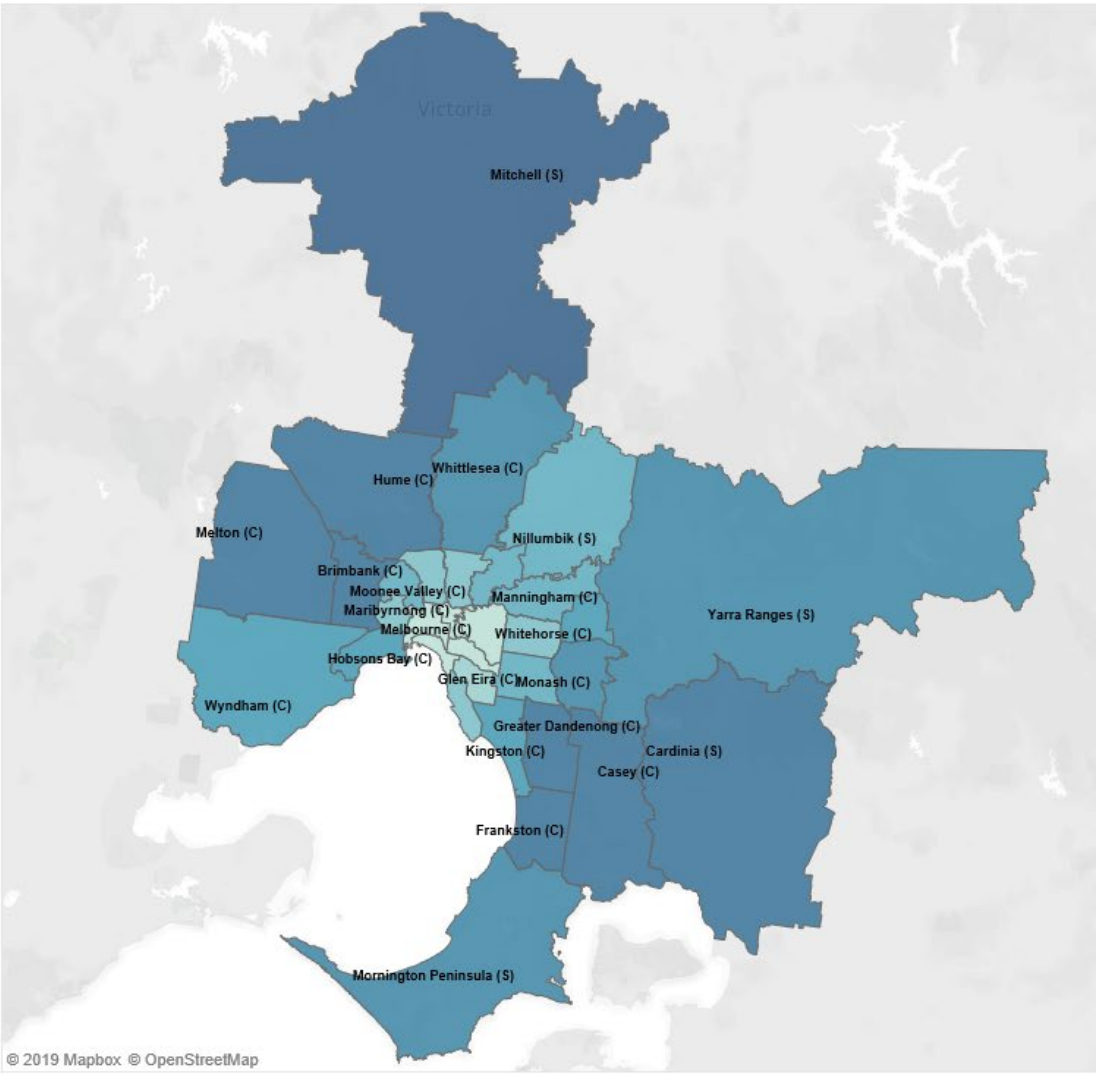 Victoria
Mitchell (S)
Whittlesea (C)
Hume (C)
Melton (C)
Nillumbik (S)
Brimbank (C)
Moonee Valley (C)
Manningham (C)
Maribyrnong (C)
Yarra Ranges (S)
Melbourne (C)
Whitehorse (C)
Hobsons Bay (C)
Glen Eira (C)
Monash (C)
Wyndham (C)
Greater Dandenong (C)
Kingston (C)
Cardinia (S)
Casey (C)
Frankston (C)
Mornington Peninsula (S)
© 2019 Mapbox © OpenStreetMap